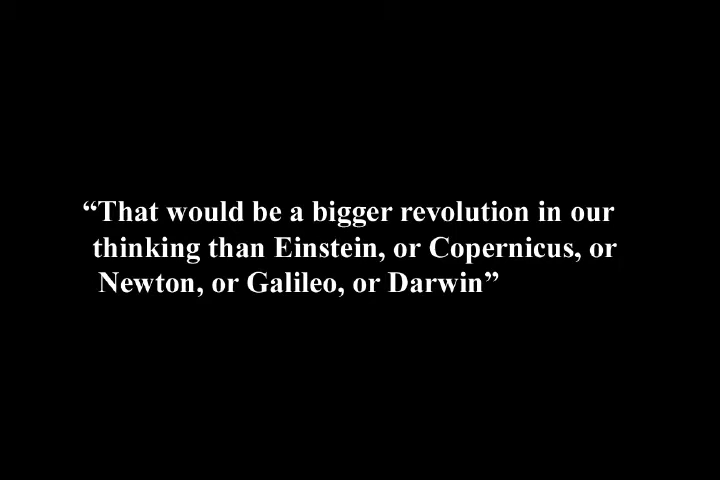 “That would be a bigger revolution in our
thinking than Einstein, or Copernicus, or
Newton, or Galileo, or Darwin”